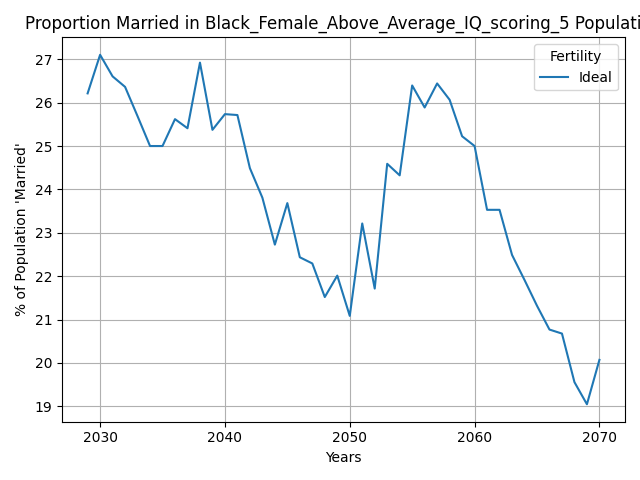 Proportion Married in Black_Female_Above_Average_IQ_scoring_5 Populati
Fertility
Ideal
% of Population 'Married'
27
26
25
24
23
22
21
20
19
2030 2040 2050 2060 2070
Years